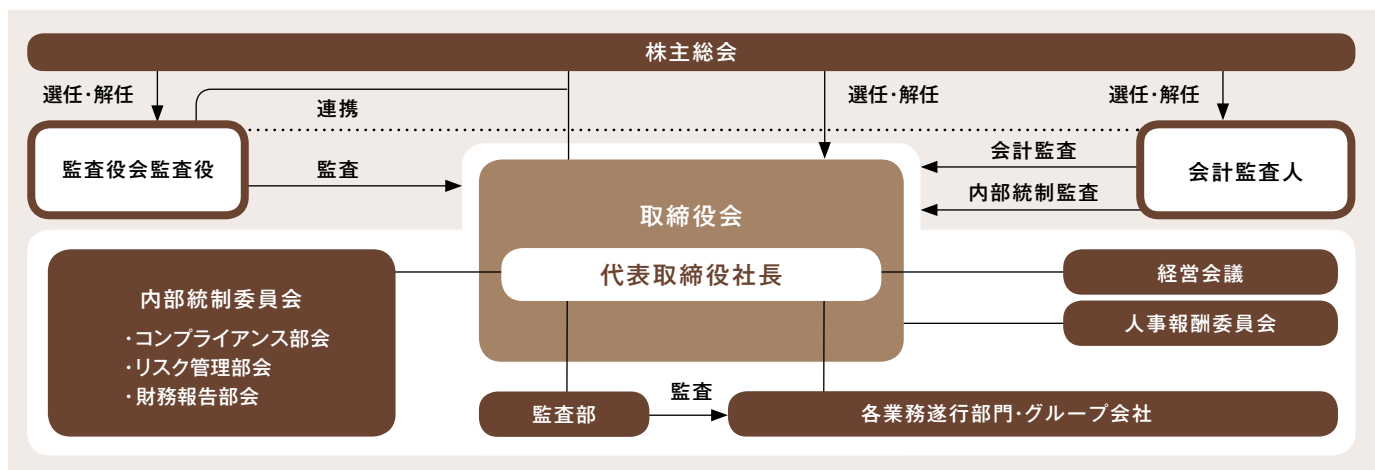 株主総会
選任・解任
連携
選任・解任
選任・解任
監査役会監査役
監査
会計監査
内部統制監査
会計監査人
取締役会
代表取締役社長
内部統制委員会
・コンプライアンス部会
・リスク管理部会
・財務報告部会
経営会議
人事報酬委員会
監査部
監査
各業務遂行部門・グループ会社